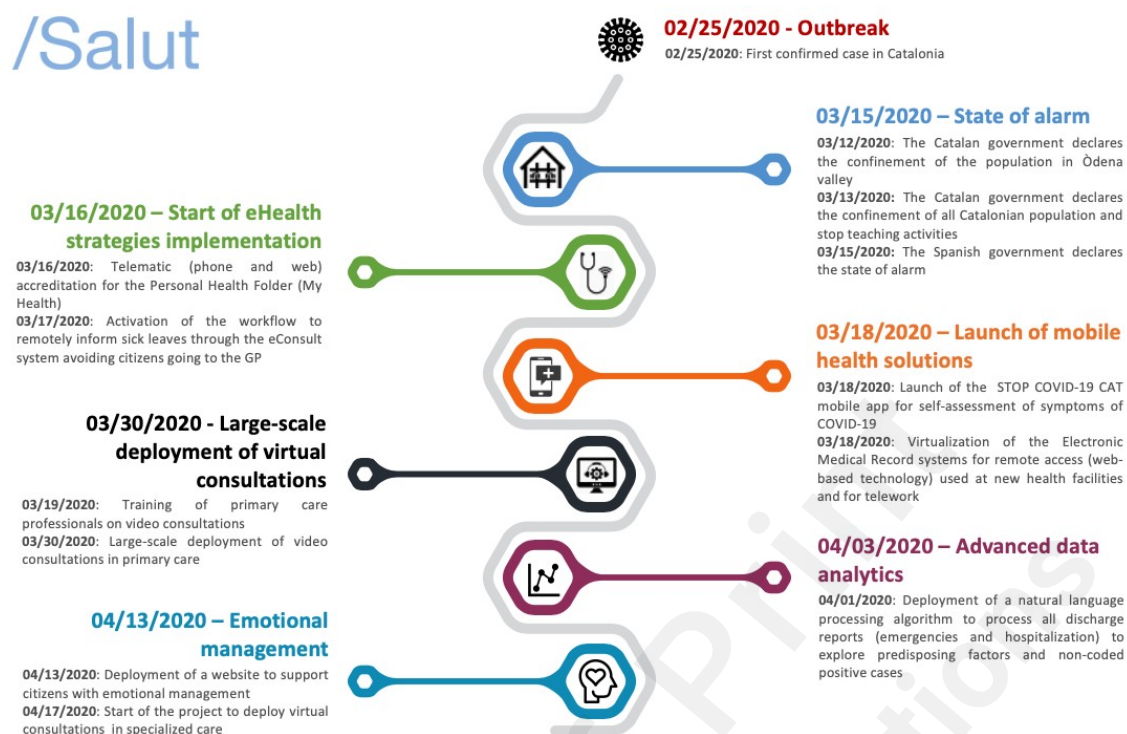 /Salut
02/25/2020 - Outbreak
02/25/2020: First confirmed case in Catalonia
03/15/2020 – State of alarm
03/12/2020: The Catalan government declares
the confinement of the population in Òdena
valley
03/13/2020: The Catalan government declares
the confinement of all Catalonian population and
stop teaching activities
03/15/2020: The Spanish government declares
the state of alarm
03/16/2020 – Start of eHealth
strategies implementation
03/16/2020: Telematic (phone and web)
accreditation for the Personal Health Folder (My
Health)
03/17/2020: Activation of the workflow to
remotely inform sick leaves through the eConsult
system avoiding citizens going to the GP
03/18/2020 – Launch of mobile
health solutions
03/18/2020: Launch of the STOP COVID-19 CAT
mobile app for self-assessment of symptoms of
COVID-19
03/18/2020: Virtualization of the Electronic
Medical Record systems for remote access (web-
based technology) used at new health facilities
and for telework
03/30/2020 - Large-scale
deployment of virtual
consultations
03/19/2020: Training of primary care
professionals on video consultations
03/30/2020: Large-scale deployment of video
consultations in primary care
04/03/2020 – Advanced data
analytics
04/01/2020: Deployment of a natural language
processing algorithm to process all discharge
reports (emergencies and hospitalization) to
explore predisposing factors and non-coded
positive cases
04/13/2020 – Emotional
management
04/13/2020: Deployment of a website to support
citizens with emotional management
04/17/2020: Start of the project to deploy virtual
consultations in specialized care
Print